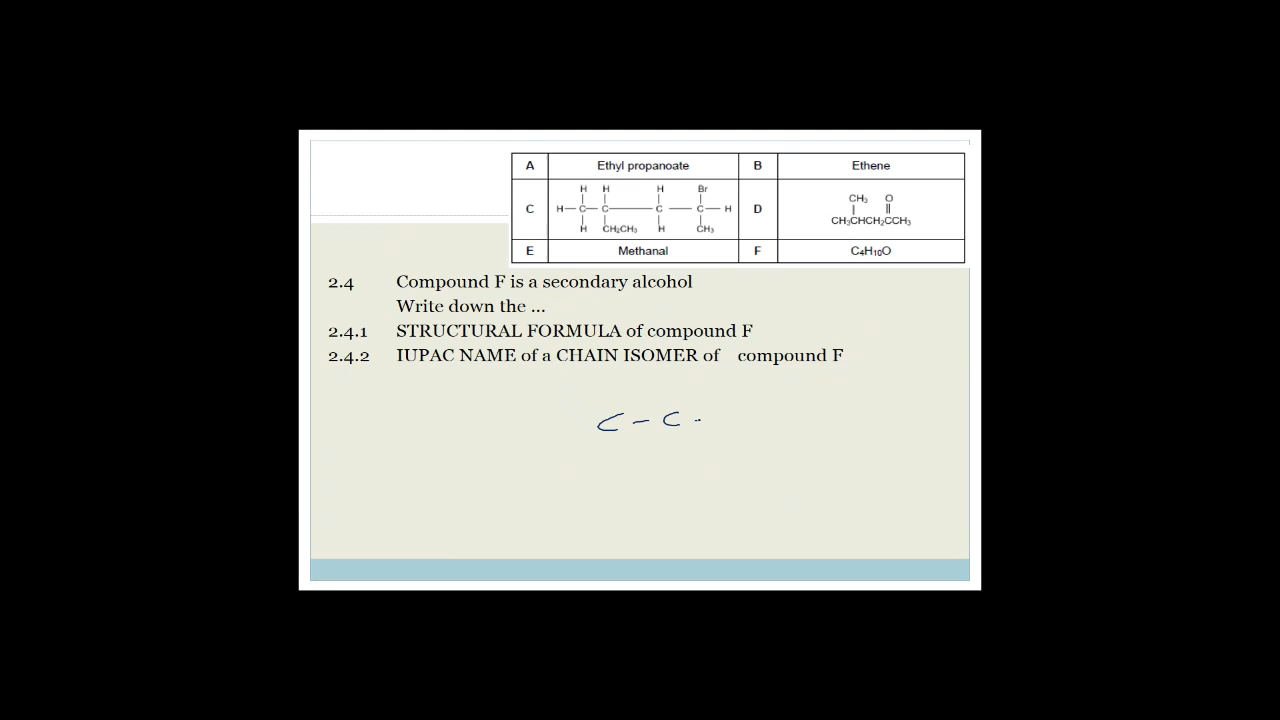 A Ethyl propanoate B Ethene
H H H Br
C H–C–C–C–C–H D CH₃ O
H CH₂CH₃ H CH₃ CH₃CHCH₂CCH₃
E Methanal F C₄H₁₀O
2.4 Compound F is a secondary alcohol
Write down the ...
2.4.1 STRUCTURAL FORMULA of compound F
2.4.2 IUPAC NAME of a CHAIN ISOMER of compound F
C – C -